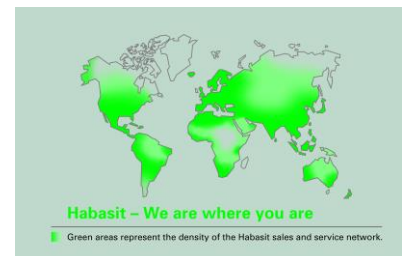 Habasit – We are where you are
Green areas represent the density of the Habasit sales and service network.